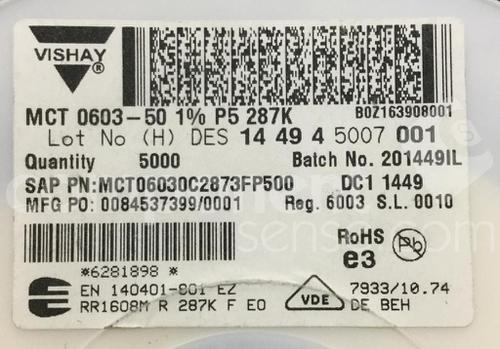 VISHAY
®
MCT 0603-50 1% P5 287K B0Z163908001
Lot No (H) DES 14 49 4 5007 001
Quantity 5000 Batch No. 201449IL
SAP PN:MCT06030C2873FP500 DC1 1449
MFG PO: 0084537399/0001 Reg. 6003 S.L. 0010
RoHS Pb
e3
*6281898 *
EN 140401-801 EZ VDE 7933/10.74
RR1608M R 287K F E0 DE BEH